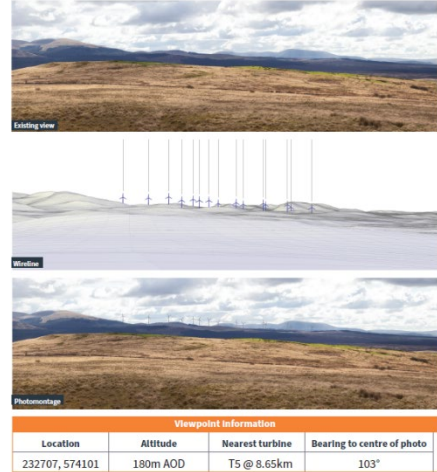 Existing view
Wireline
Photomontage
Viewpoint Information
Location Altitude Nearest turbine Bearing to centre of photo
232707, 574101 180m AOD T5 @ 8.65km 103°